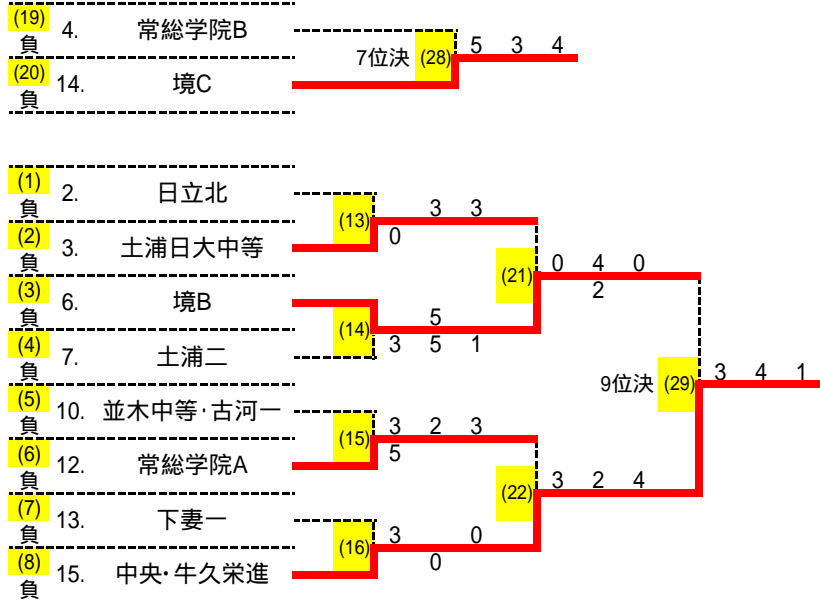 (19)
負 4. 常総学院B
7位決 (28) 5 3 4
(20)
負 14. 境C
(1)
負 2. 日立北
(13) 3 3
0
(2)
負 3. 土浦日大中等
(21) 0 4 0
2
(3)
負 6. 境B
(14) 5
3 5 1
(4)
負 7. 土浦二
9位決 (29) 3 4 1
(5)
負 10. 並木中等・古河一
(15) 3 2 3
5
(6)
負 12. 常総学院A
(22) 3 2 4
(7)
負 13. 下妻一
(16) 3 0
0
(8)
負 15. 中央・牛久栄進